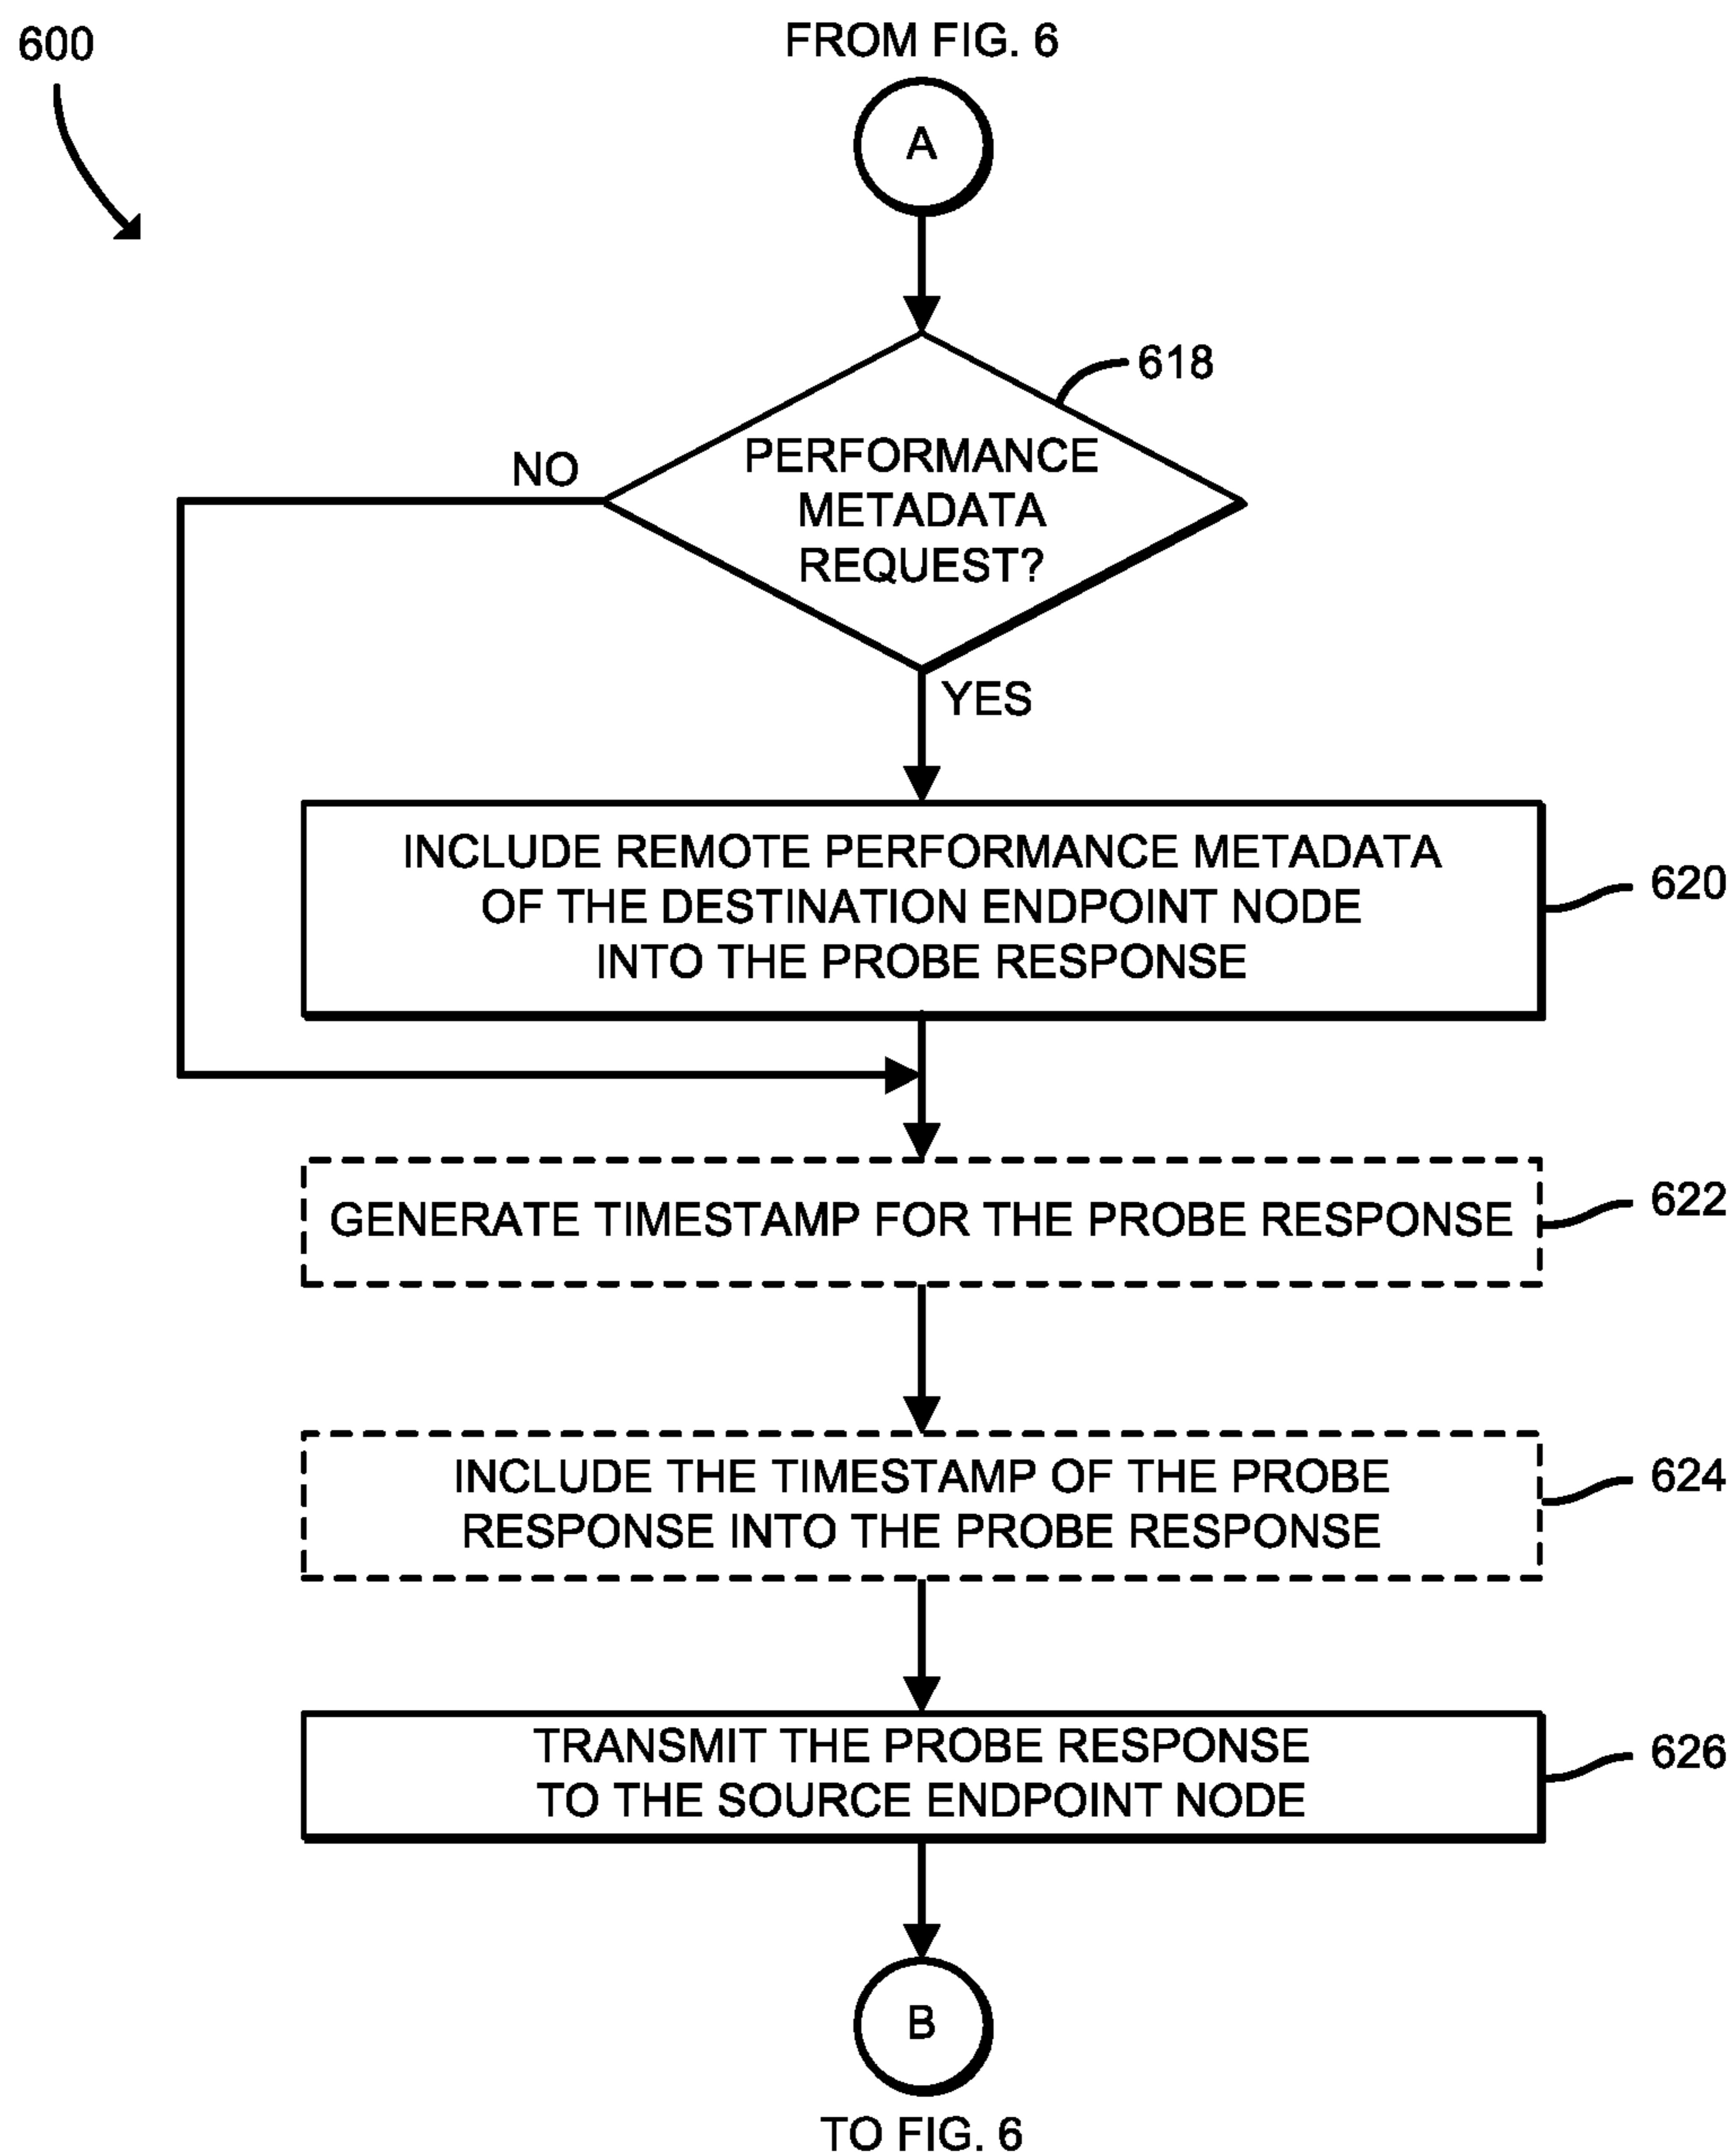 600
FROM FIG. 6
A
618
PERFORMANCE
METADATA
REQUEST?
NO
YES
INCLUDE REMOTE PERFORMANCE METADATA
OF THE DESTINATION ENDPOINT NODE
INTO THE PROBE RESPONSE
620
GENERATE TIMESTAMP FOR THE PROBE RESPONSE
622
INCLUDE THE TIMESTAMP OF THE PROBE
RESPONSE INTO THE PROBE RESPONSE
624
TRANSMIT THE PROBE RESPONSE
TO THE SOURCE ENDPOINT NODE
626
B
TO FIG. 6